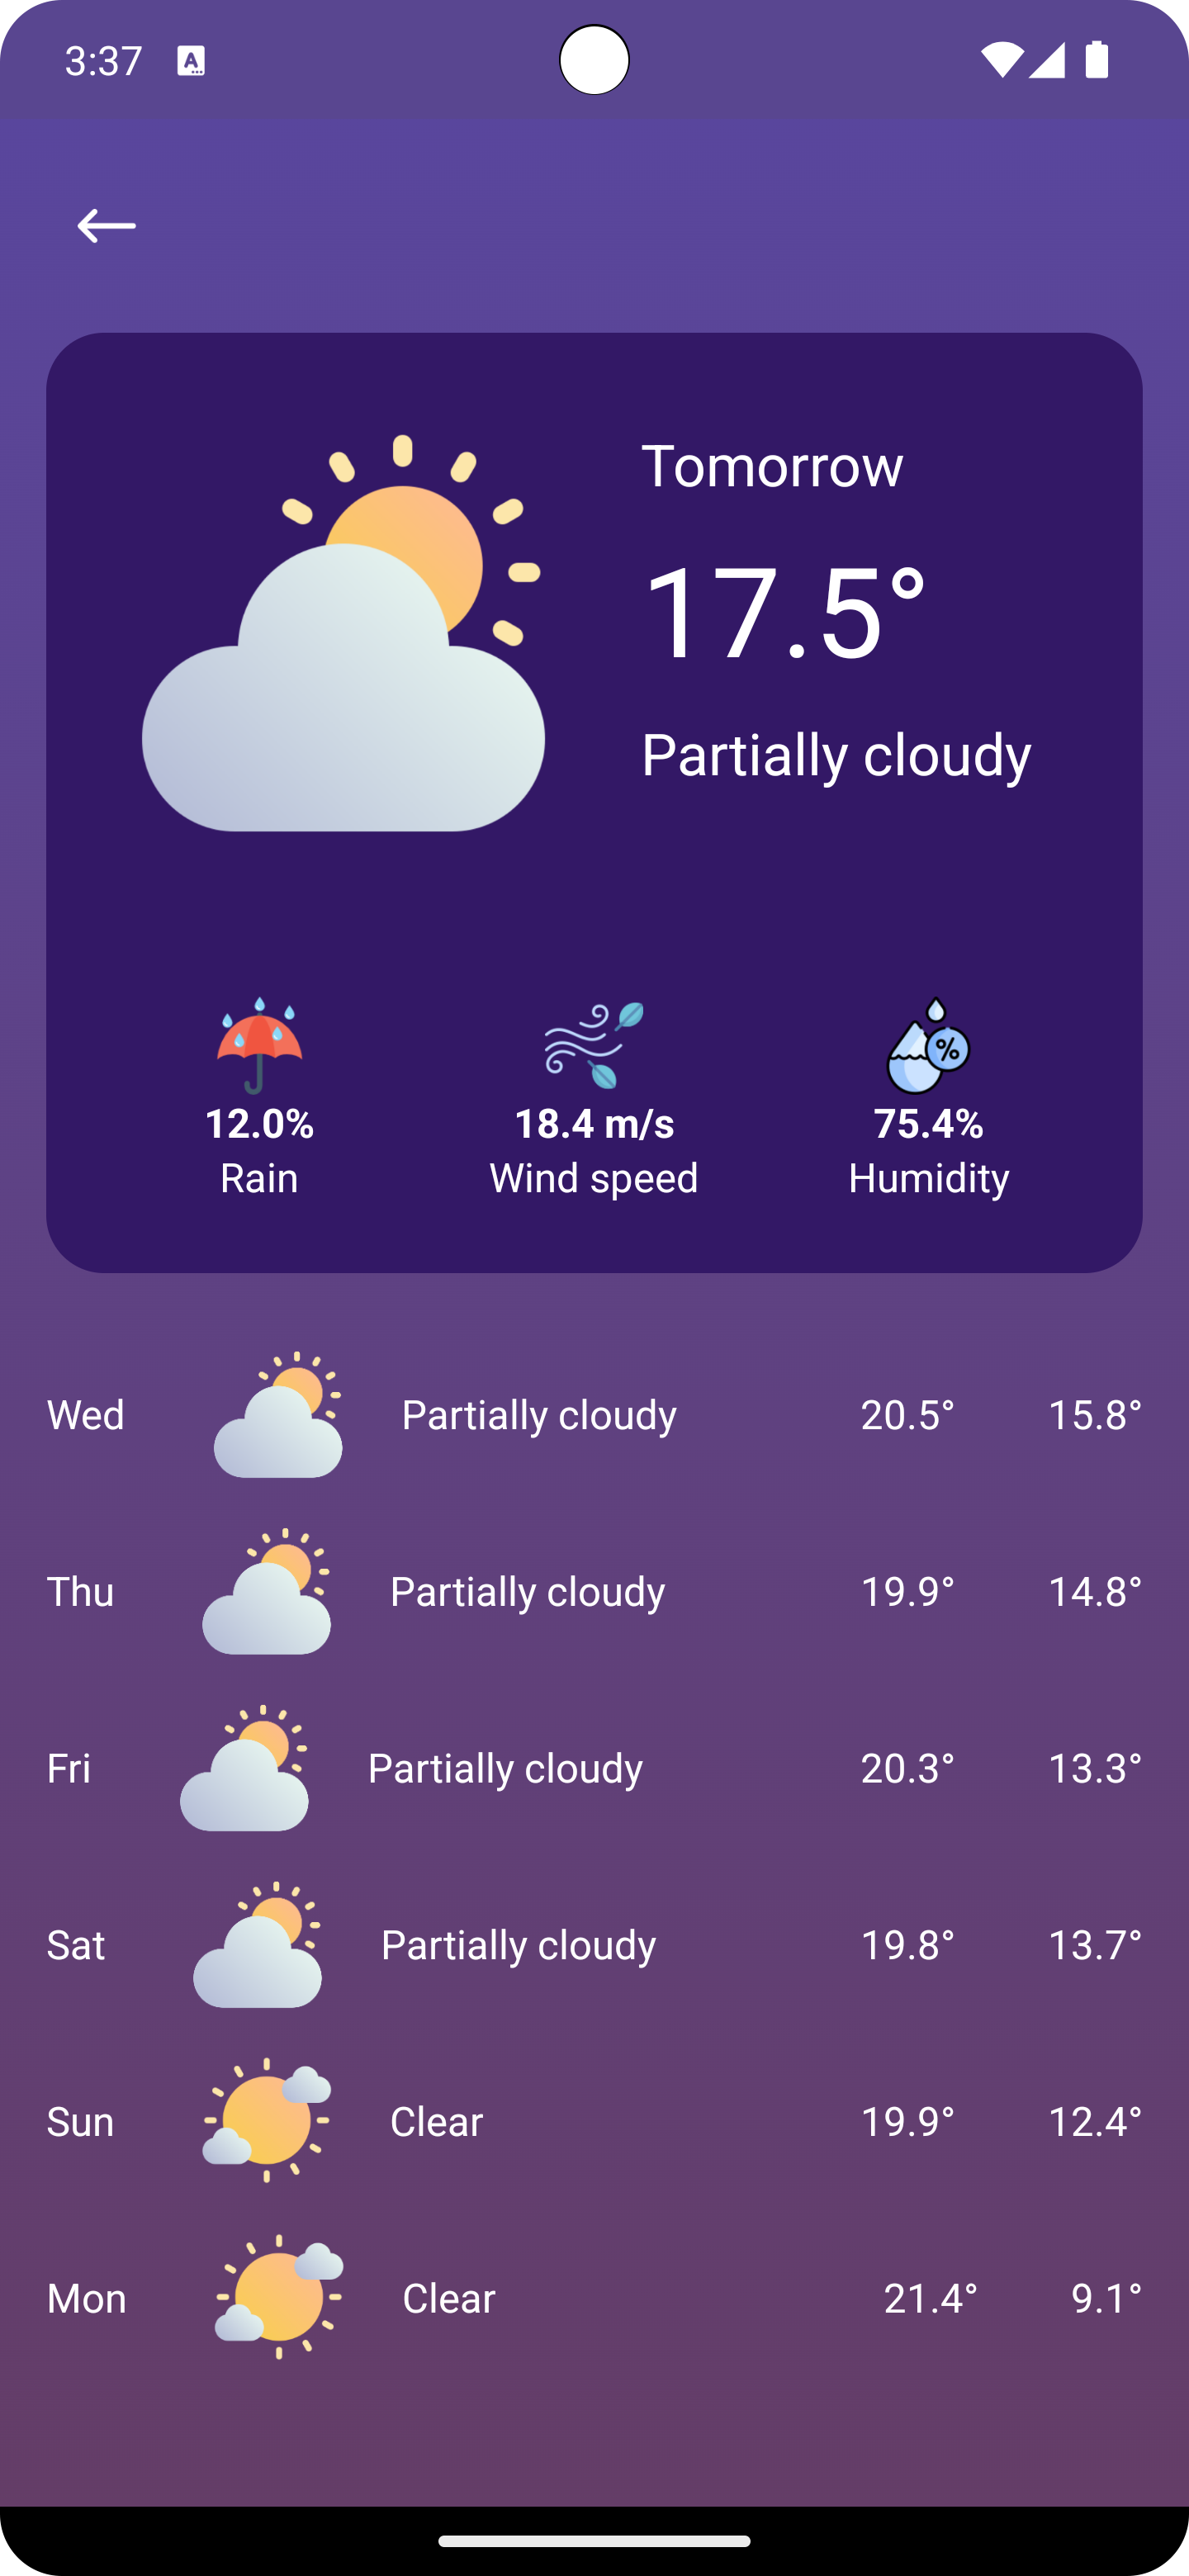 3:37
Tomorrow
17.5°
Partially cloudy
%
12.0% 18.4 m/s 75.4%
Rain Wind speed Humidity
Wed Partially cloudy 20.5° 15.8°
Thu Partially cloudy 19.9° 14.8°
Fri Partially cloudy 20.3° 13.3°
Sat Partially cloudy 19.8° 13.7°
Sun Clear 19.9° 12.4°
Mon Clear 21.4° 9.1°